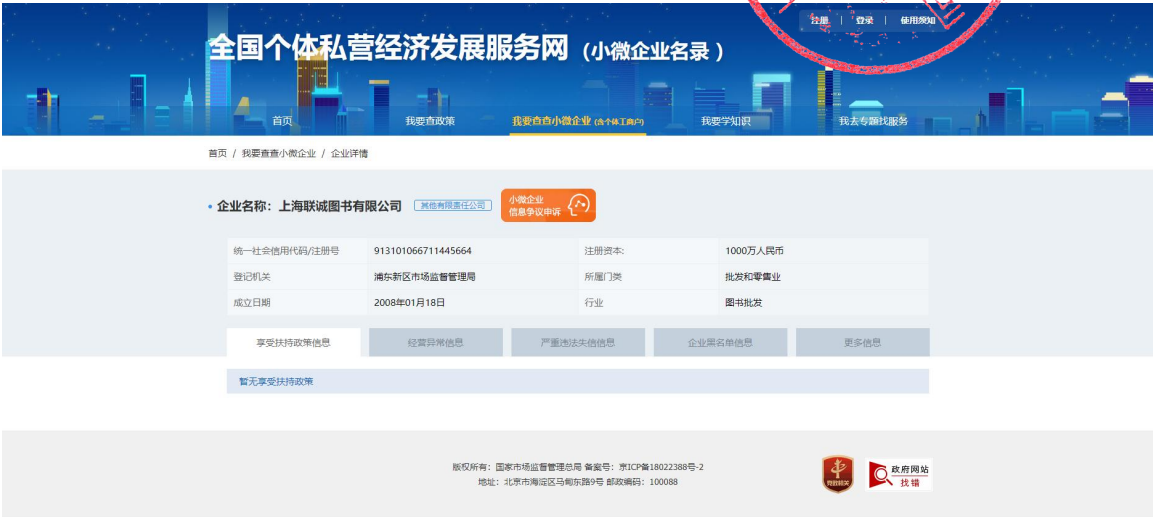 注册 | 登录 | 使用须知
全国个体私营经济发展服务网（小微企业名录）
首页 我要查政策 我要查查小微企业 (含个体工商户) 我要学知识 我去专题找服务
首页 / 我要查查小微企业 / 企业详情
企业名称：上海联诚图书有限公司 其他有限责任公司 小微企业
信息争议申诉
统一社会信用代码/注册号 913101066711445664 注册资本: 1000万人民币
登记机关 浦东新区市场监督管理局 所属门类 批发和零售业
成立日期 2008年01月18日 行业 图书批发
享受扶持政策信息 经营异常信息 严重违法失信信息 企业黑名单信息 更多信息
暂无享受扶持政策
版权所有：国家市场监督管理总局 备案号：京ICP备18022388号-2
地址：北京市海淀区马甸东路9号 邮政编码：100088
党政机关
政府网站
找错